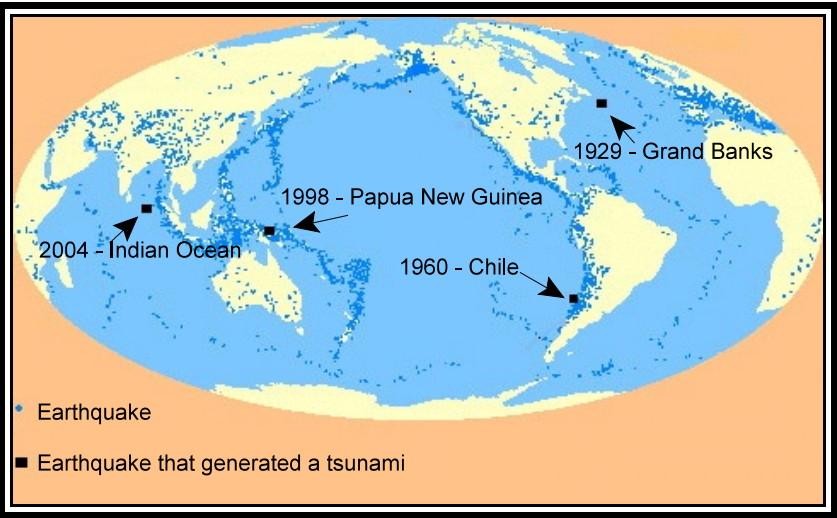 1929 - Grand Banks
1998 - Papua New Guinea
2004 - Indian Ocean
1960 - Chile
Earthquake
Earthquake that generated a tsunami